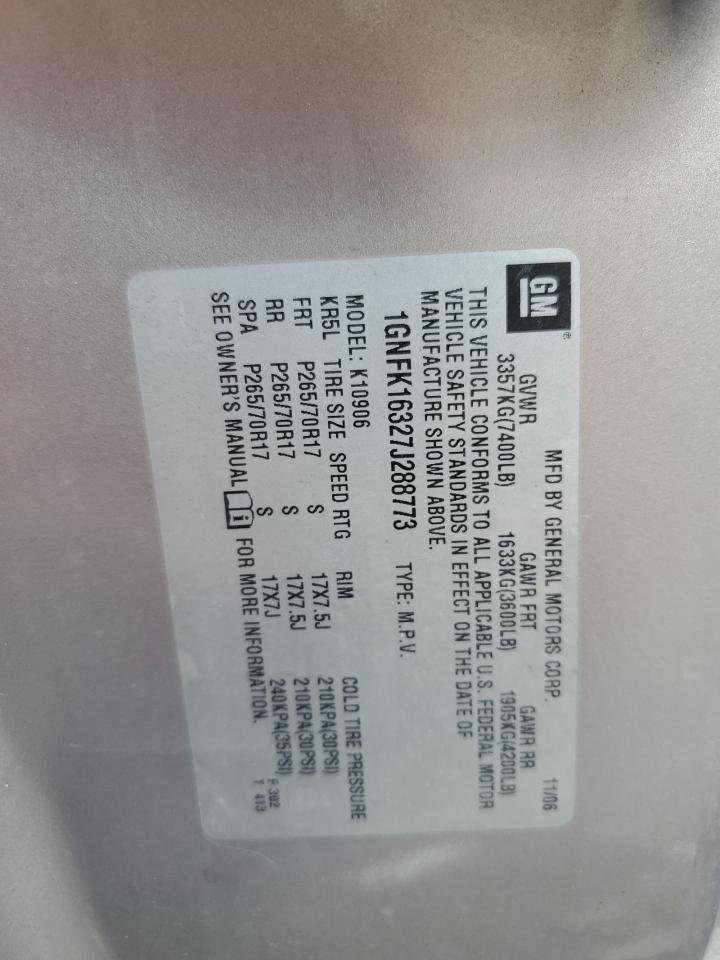 GM®
MFD BY GENERAL MOTORS CORP. 11/06
GVWR GAWR FRT GAWR RR
3357KG(7400LB) 1633KG(3600LB) 1905KG(4200LB)
THIS VEHICLE CONFORMS TO ALL APPLICABLE U.S. FEDERAL MOTOR
VEHICLE SAFETY STANDARDS IN EFFECT ON THE DATE OF
MANUFACTURE SHOWN ABOVE.
1GNFK16327J288773 TYPE: M.P.V.
MODEL: K10906
KR5L TIRE SIZE SPEED RTG RIM COLD TIRE PRESSURE
FRT P265/70R17 S 17X7.5J 210KPA(30PSI)
RR P265/70R17 S 17X7.5J 210KPA(30PSI)
SPA P265/70R17 S 17X7J 240KPA(35PSI)
SEE OWNER'S MANUAL i FOR MORE INFORMATION.
F 302
T 413